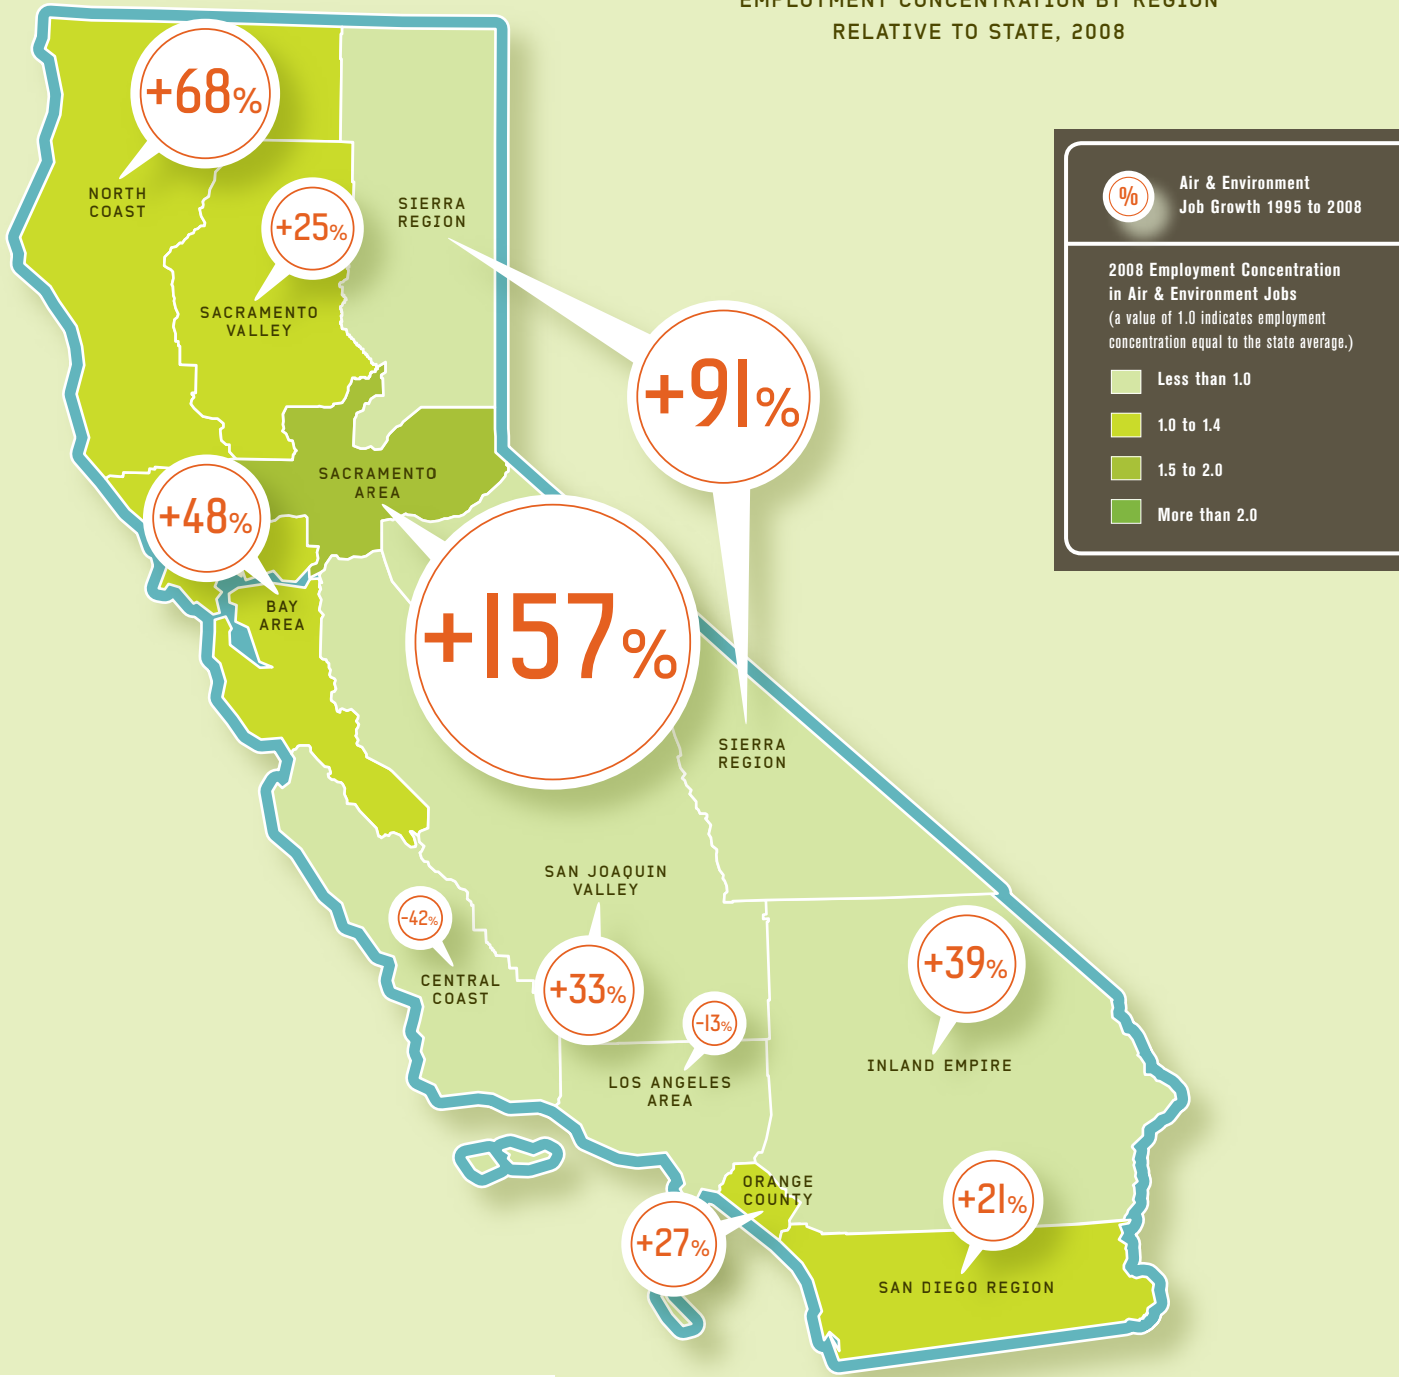 EMPLOYMENT CONCENTRATION BY REGION
RELATIVE TO STATE, 2008
+68%
NORTH
COAST
+25%
SACRAMENTO
VALLEY
SIERRA
REGION
%
Air & Environment
Job Growth 1995 to 2008
2008 Employment Concentration
in Air & Environment Jobs
(a value of 1.0 indicates employment
concentration equal to the state average.)
Less than 1.0
1.0 to 1.4
1.5 to 2.0
More than 2.0
+91%
SACRAMENTO
AREA
+48%
BAY
AREA
+157%
SIERRA
REGION
SAN JOAQUIN
VALLEY
-42%
CENTRAL
COAST
+33%
-13%
LOS ANGELES
AREA
+39%
INLAND EMPIRE
ORANGE
COUNTY
+27%
+21%
SAN DIEGO REGION